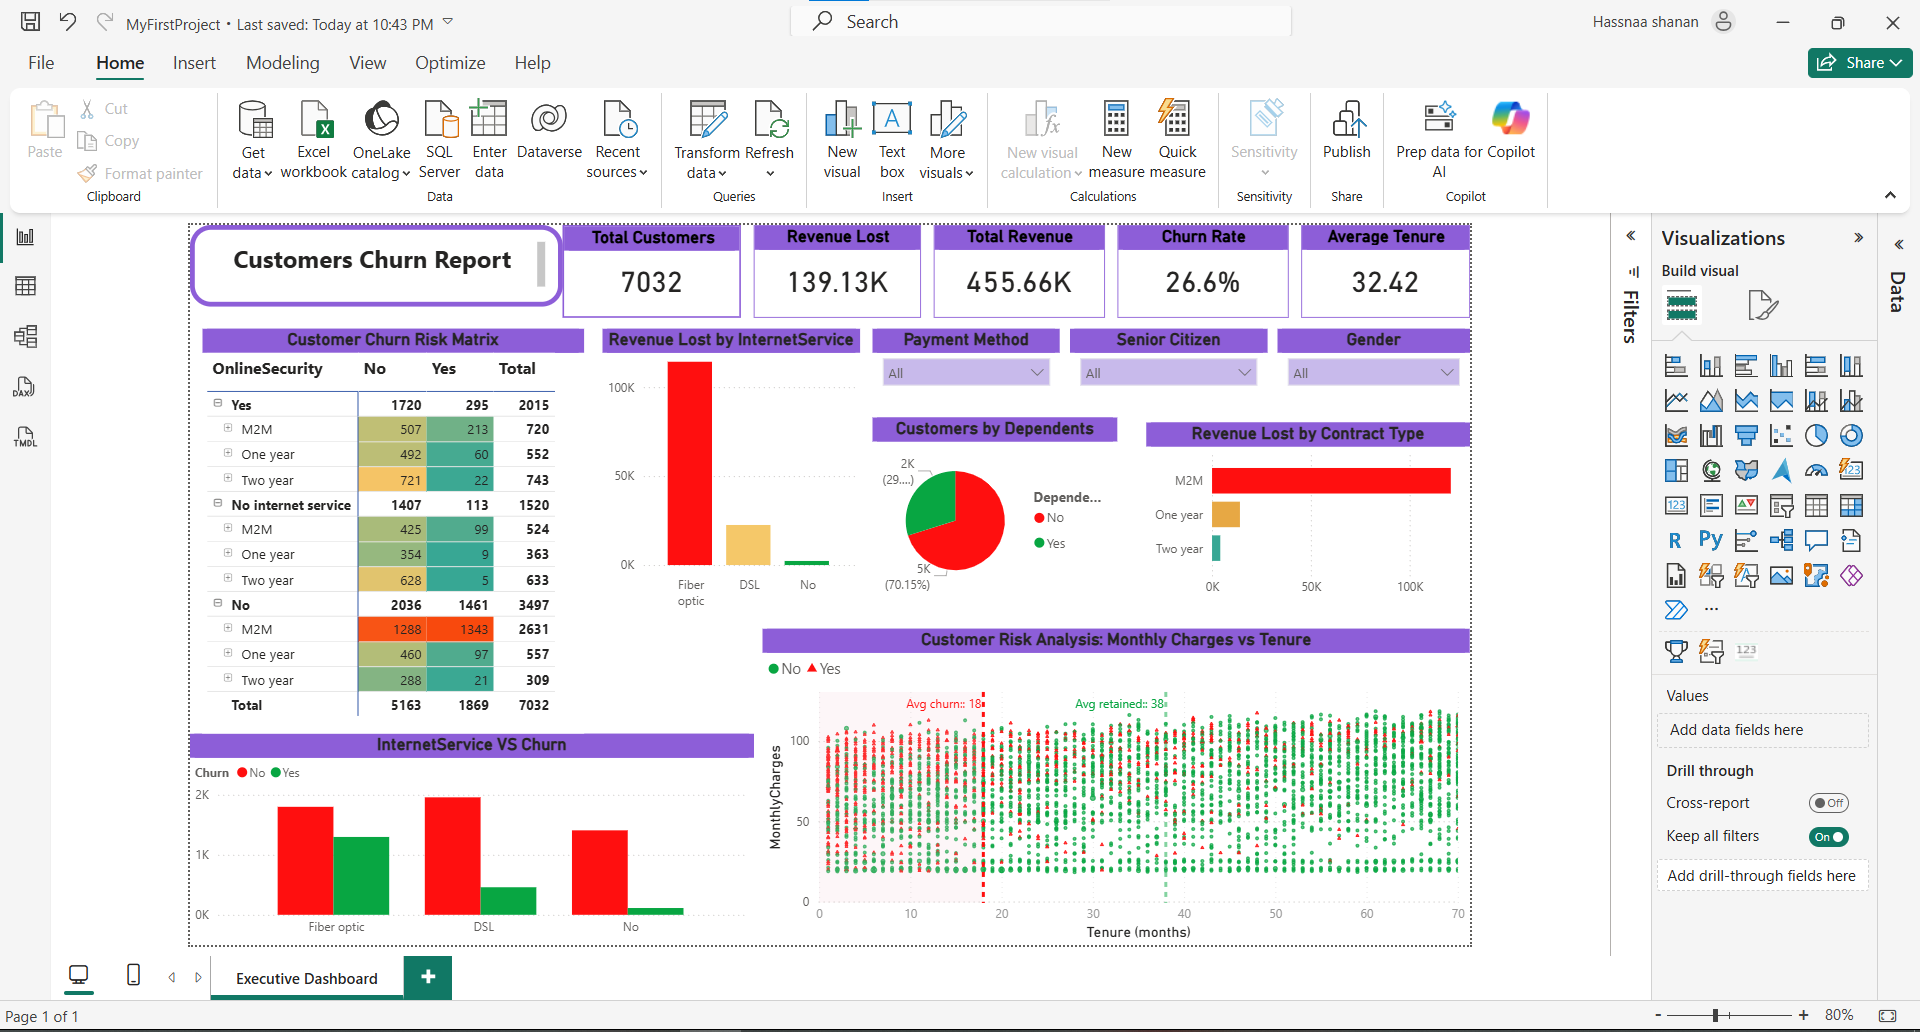 MyFirstProject • Last saved: Today at 10:43 PM
Search
Hassnaa shanan
File Home Insert Modeling View Optimize Help
Share
Paste
Cut
Copy
Format painter
Clipboard
Get data
Excel workbook
OneLake catalog
SQL Server
Enter data
Dataverse
Recent sources
Data
Transform data
Refresh
Queries
New visual
Text box
More visuals
Insert
New visual calculation
New measure
Quick measure
Calculations
Sensitivity
Sensitivity
Publish
Share
Prep data for AI
Copilot
Copilot
Customers Churn Report
Total Customers
7032
Revenue Lost
139.13K
Total Revenue
455.66K
Churn Rate
26.6%
Average Tenure
32.42
Customer Churn Risk Matrix
OnlineSecurity No Yes Total
Yes 1720 295 2015
M2M 507 213 720
One year 492 60 552
Two year 721 22 743
No internet service 1407 113 1520
M2M 425 99 524
One year 354 9 363
Two year 628 5 633
No 2036 1461 3497
M2M 1288 1343 2631
One year 460 97 557
Two year 288 21 309
Total 5163 1869 7032
Revenue Lost by InternetService
100K
50K
0K
Fiber optic
DSL
No
Payment Method
All
Senior Citizen
All
Gender
All
Customers by Dependents
2K
(29....)
5K
(70.15%)
Depende...
No
Yes
Revenue Lost by Contract Type
M2M
One year
Two year
0K 50K 100K
Customer Risk Analysis: Monthly Charges vs Tenure
No Yes
Avg churn:: 18
Avg retained:: 38
MonthlyCharges
100
50
0
0 10 20 30 40 50 60 70
Tenure (months)
InternetService VS Churn
Churn No Yes
2K
1K
0K
Fiber optic DSL No
Filters
Visualizations
Build visual
123
123
R Py
123
Values
Add data fields here
Drill through
Cross-report Off
Keep all filters On
Add drill-through fields here
Data
DAX
TMDL
Executive Dashboard
+
Page 1 of 1
- + 80%